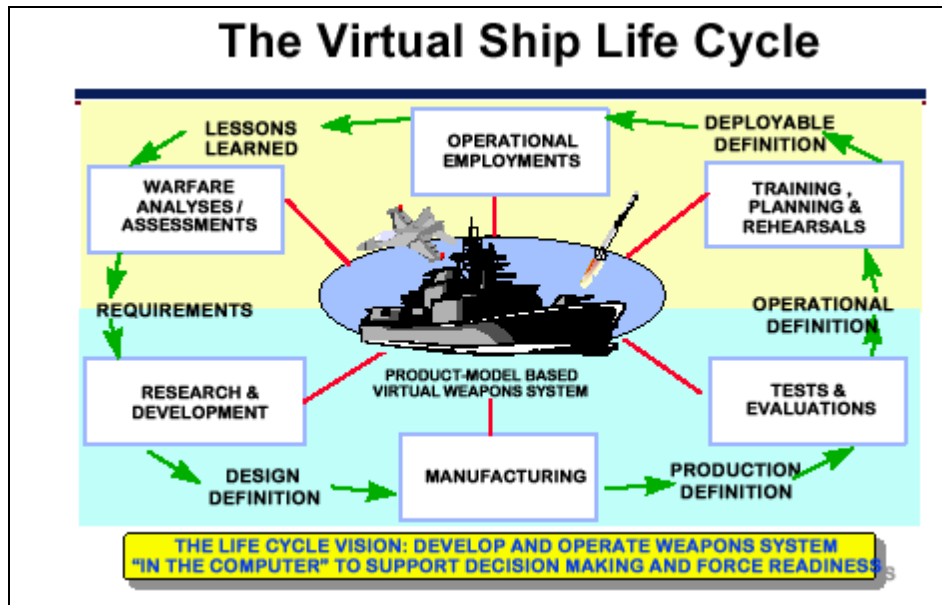 The Virtual Ship Life Cycle
LESSONS
LEARNED
OPERATIONAL
EMPLOYMENTS
DEPLOYABLE
DEFINITION
WARFARE
ANALYSES /
ASSESSMENTS
TRAINING ,
PLANNING &
REHEARSALS
REQUIREMENTS
OPERATIONAL
DEFINITION
PRODUCT-MODEL BASED
VIRTUAL WEAPONS SYSTEM
RESEARCH &
DEVELOPMENT
TESTS &
EVALUATIONS
DESIGN
DEFINITION
MANUFACTURING
PRODUCTION
DEFINITION
THE LIFE CYCLE VISION: DEVELOP AND OPERATE WEAPONS SYSTEM
“IN THE COMPUTER” TO SUPPORT DECISION MAKING AND FORCE READINESS